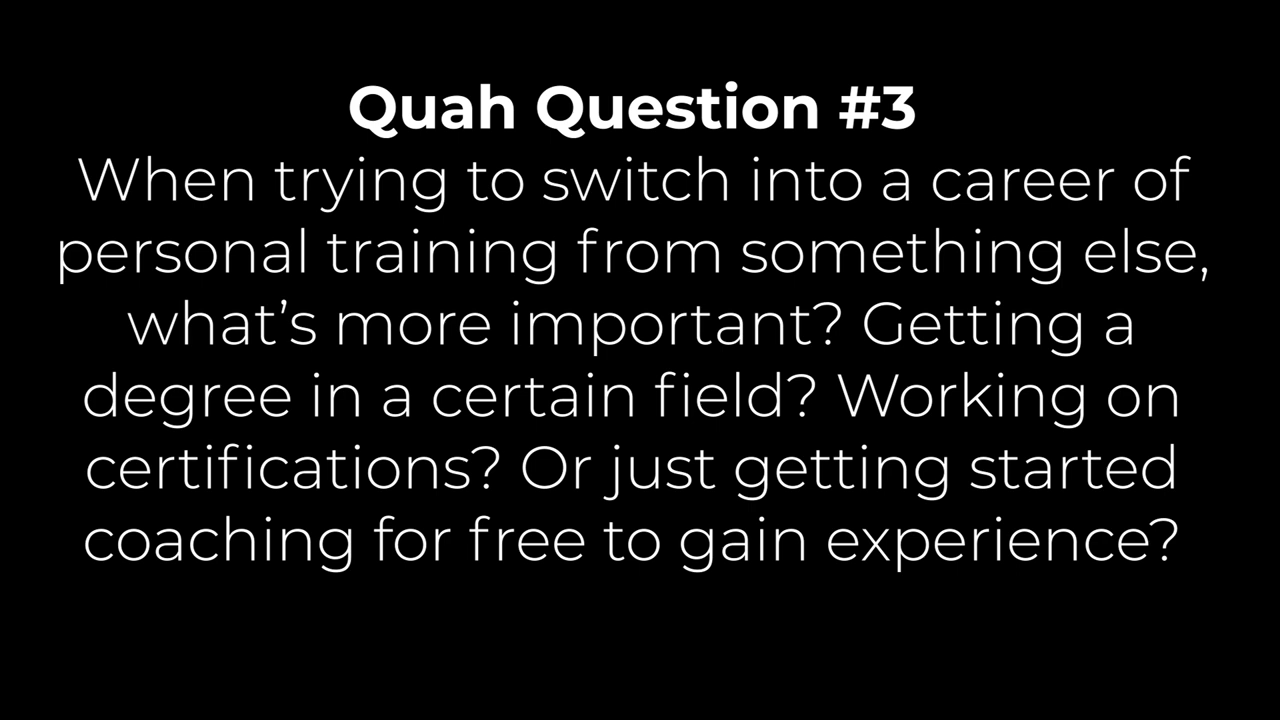 Quah Question #3
When trying to switch into a career of
personal training from something else,
what’s more important? Getting a
degree in a certain field? Working on
certifications? Or just getting started
coaching for free to gain experience?